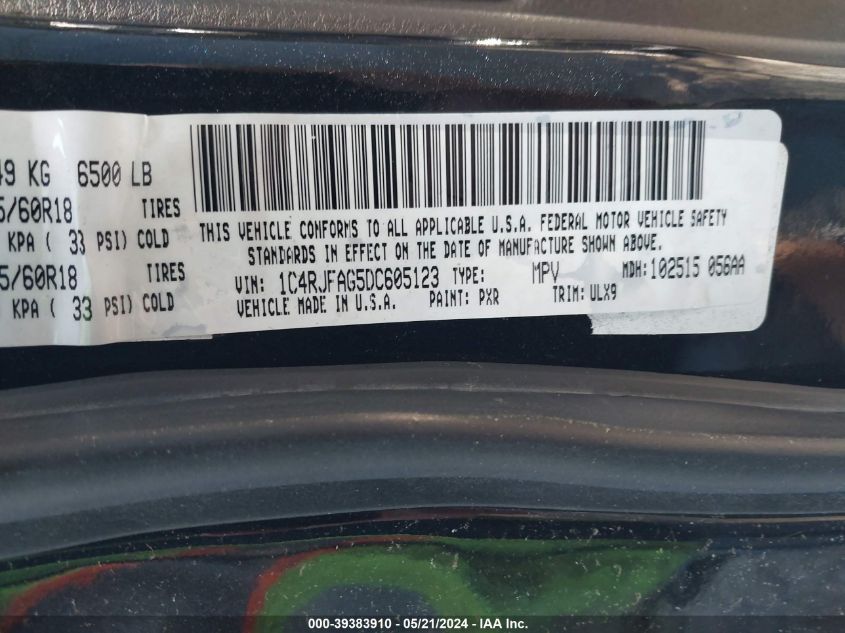 49 KG 6500 LB
5/60R18 TIRES
KPA ( 33 PSI) COLD
5/60R18 TIRES
KPA ( 33 PSI) COLD
THIS VEHICLE CONFORMS TO ALL APPLICABLE U.S.A. FEDERAL MOTOR VEHICLE SAFETY
STANDARDS IN EFFECT ON THE DATE OF MANUFACTURE SHOWN ABOVE.
VIN: 1C4RJFAG5DC605123 TYPE: MPV MDH: 102515 056AA
VEHICLE MADE IN U.S.A. PAINT: PXR TRIM: ULX9
000-39383910 - 05/21/2024 - IAA Inc.